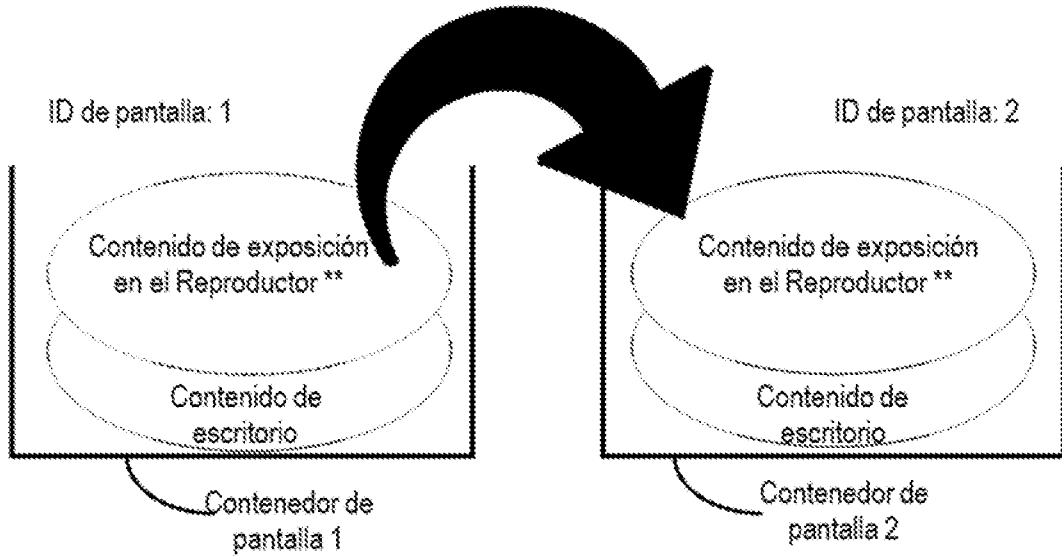 ID de pantalla: 1
ID de pantalla: 2
Contenido de exposición
en el Reproductor **
Contenido de
escritorio
Contenedor de
pantalla 1
Contenido de exposición
en el Reproductor **
Contenido de
escritorio
Contenedor de
pantalla 2